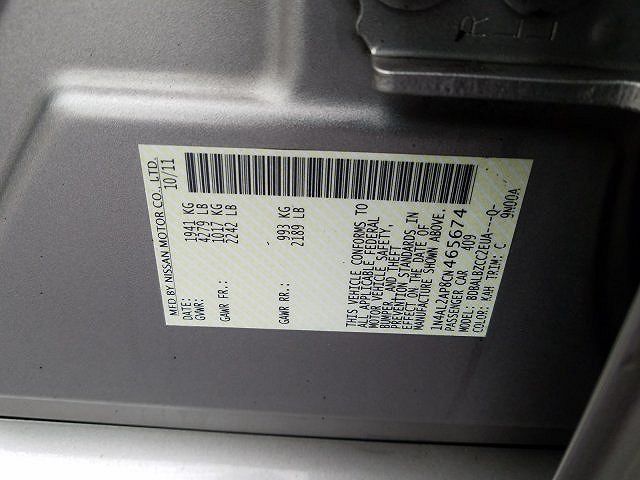 MFD BY NISSAN MOTOR CO., LTD.
DATE: 10/11
GVWR: 1941 KG
4279 LB
GAWR FR.: 1017 KG
2242 LB
GAWR RR.: 993 KG
2189 LB
THIS VEHICLE CONFORMS TO
ALL APPLICABLE FEDERAL
MOTOR VEHICLE SAFETY,
BUMPER AND THEFT
PREVENTION STANDARDS IN
EFFECT ON THE DATE OF
MANUFACTURE SHOWN ABOVE.
1N4AL2AP8CN465674
PASSENGER CAR 409
MODEL: BDBALBZCCZEUA---Q-
COLOR: KAH TRIM: C 9W00A
R